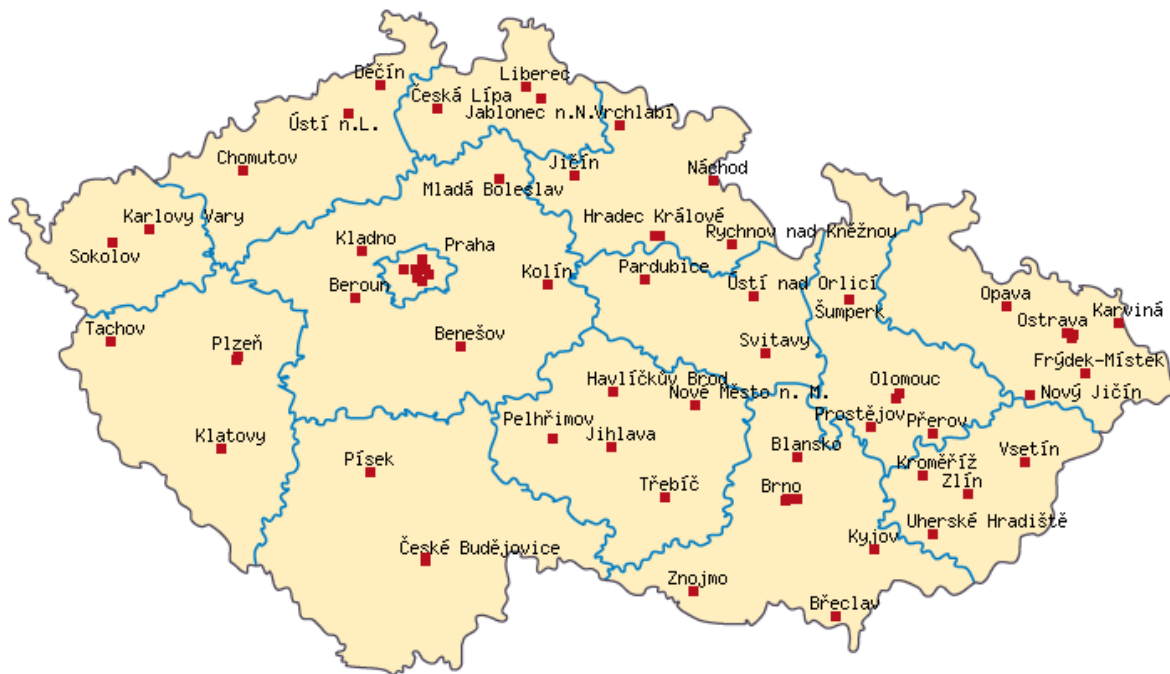 Děčín
Liberec
Česká Lípa
Jablonec n.N.
Vrchlabí
Ústí n.L.
Chomutov
Jičín
Náchod
Mladá Boleslav
Karlovy Vary
Hradec Králové
Rychnov nad Kněžnou
Sokolov
Kladno
Praha
Kolín
Pardubice
Beroun
Ústí nad Orlicí
Opava
Šumperk
Karviná
Ostrava
Tachov
Plzeň
Benešov
Svitavy
Frýdek-Místek
Havlíčkův Brod
Nové Město n. M.
Olomouc
Nový Jičín
Pelhřimov
Prostějov
Přerov
Klatovy
Jihlava
Blansko
Vsetín
Písek
Kroměříž
Třebíč
Brno
Zlín
Uherské Hradiště
České Budějovice
Kyjov
Znojmo
Břeclav